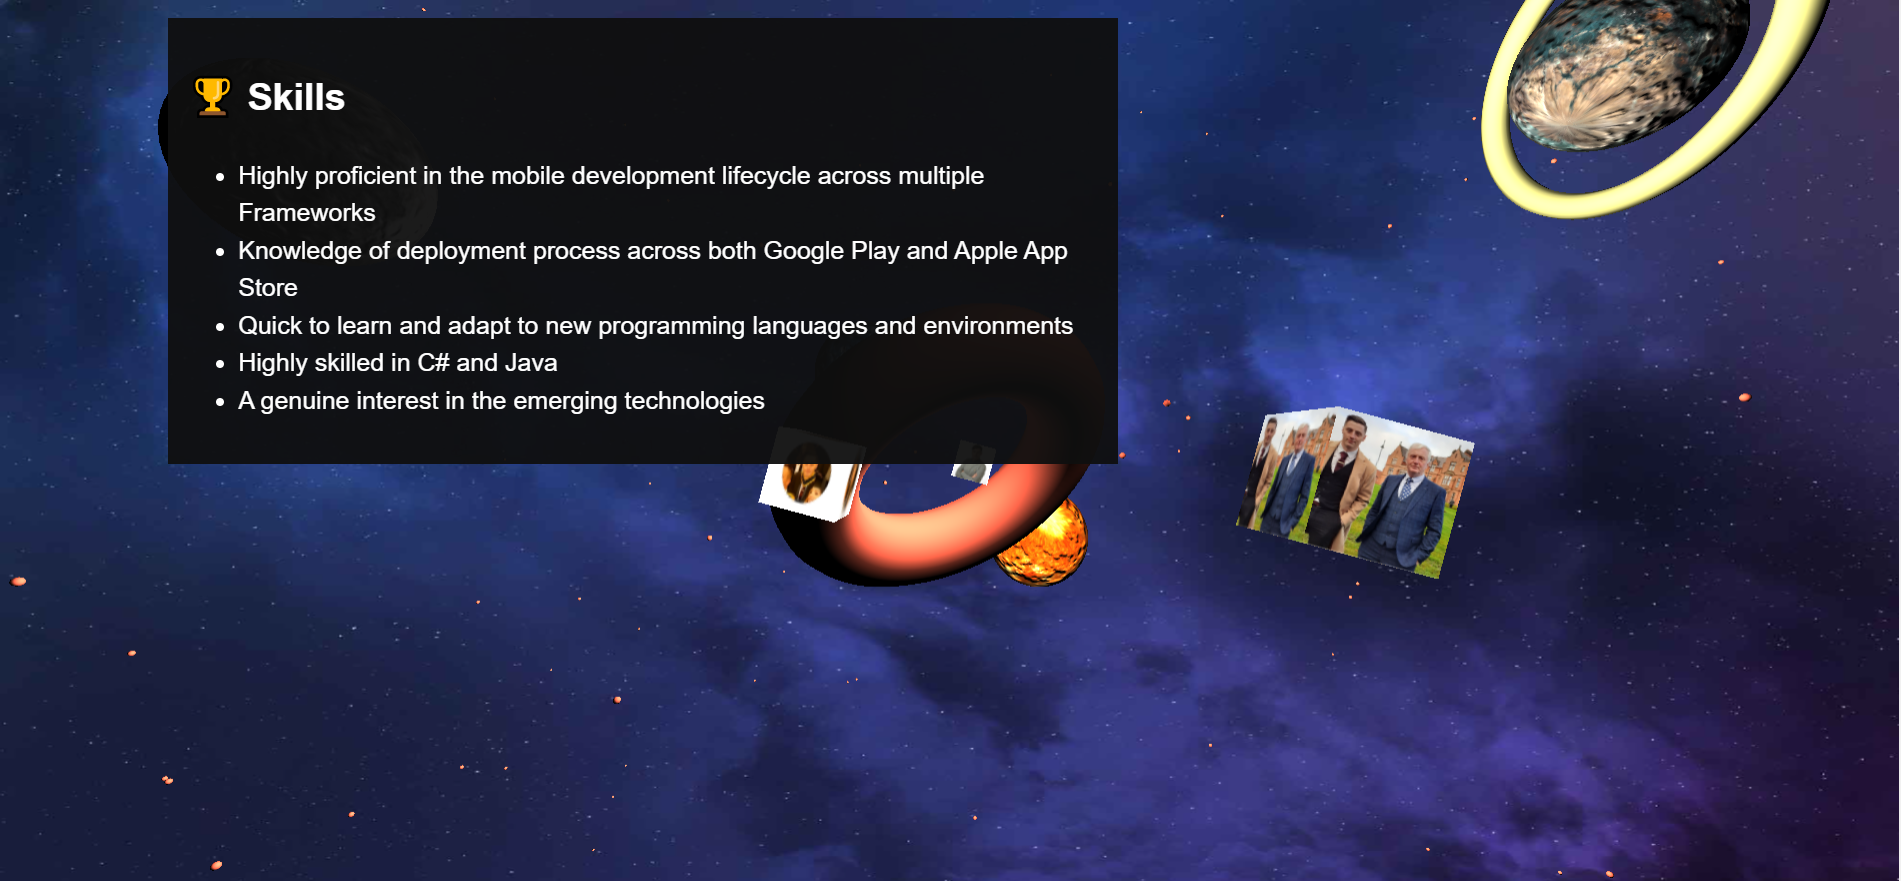 🏆 Skills
Highly proficient in the mobile development lifecycle across multiple
Frameworks
Knowledge of deployment process across both Google Play and Apple App
Store
Quick to learn and adapt to new programming languages and environments
Highly skilled in C# and Java
A genuine interest in the emerging technologies